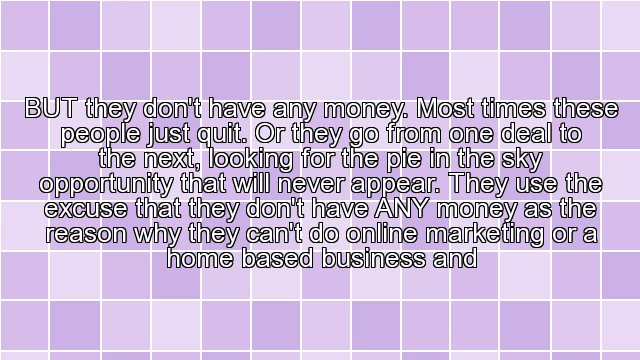 BUT they don't have any money. Most times these
people just quit. Or they go from one deal to
the next, looking for the pie in the sky
opportunity that will never appear. They use the
excuse that they don't have ANY money as the
reason why they can't do online marketing or a
home based business and